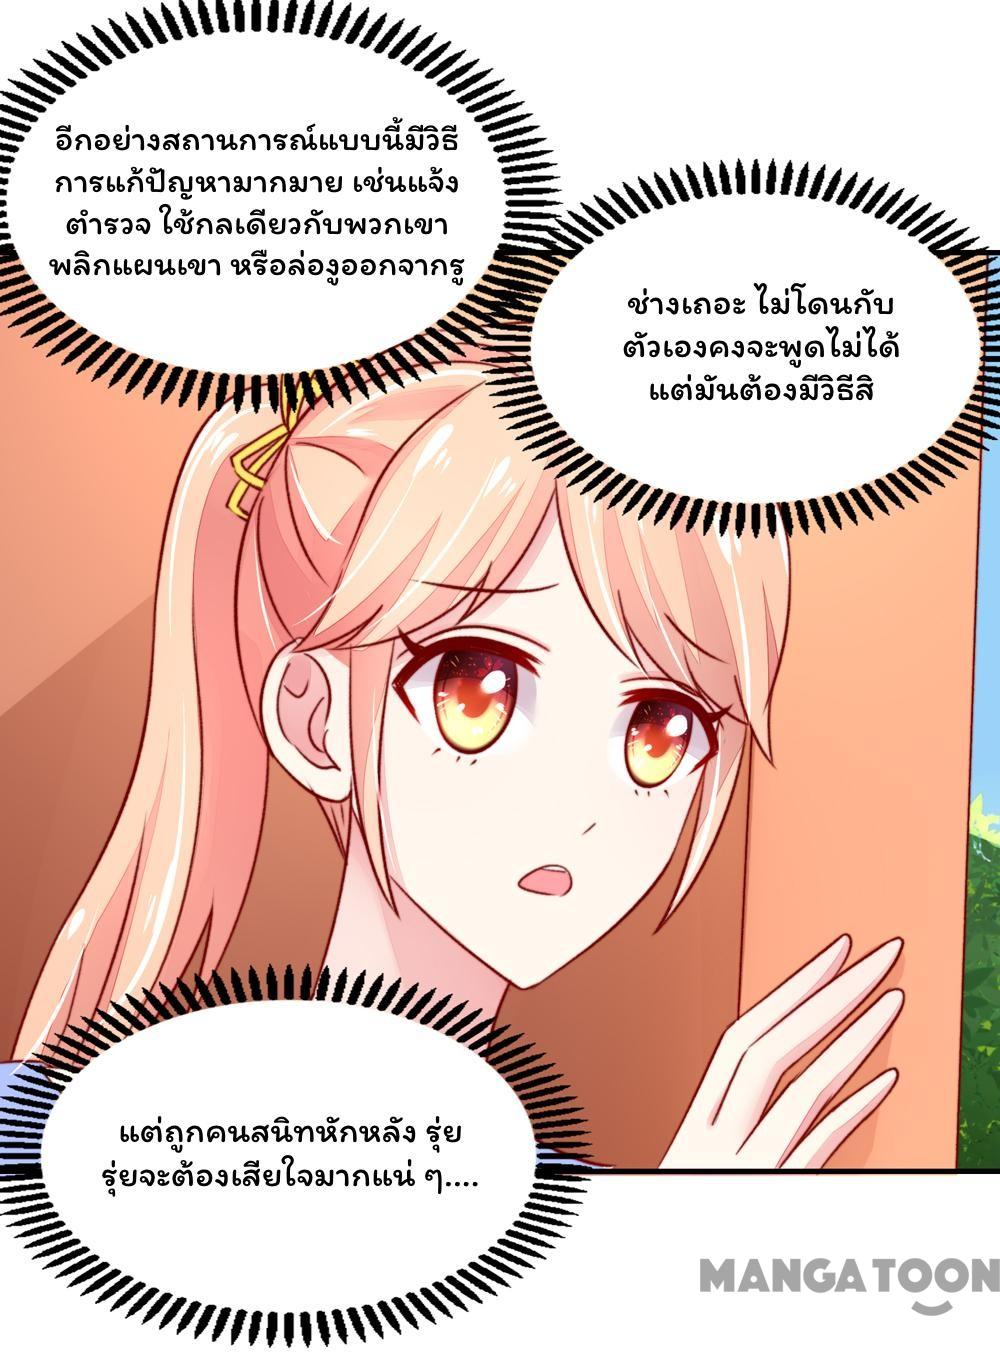 อีกอย่างสถานการณ์แบบนี้มีวิธี
การแก้ปัญหามากมาย เช่นแจ้ง
ตำรวจ ใช้กลเดียวกับพวกเขา
พลิกแผนเขา หรือล่องูออกจากรู
ช่างเถอะ ไม่โดนกับ
ตัวเองคงจะพูดไม่ได้
แต่มันต้องมีวิธีสิ
แต่ถูกคนสนิทหักหลัง รุ่ย
รุ่ยจะต้องเสียใจมากแน่ ๆ....
MANGATOON